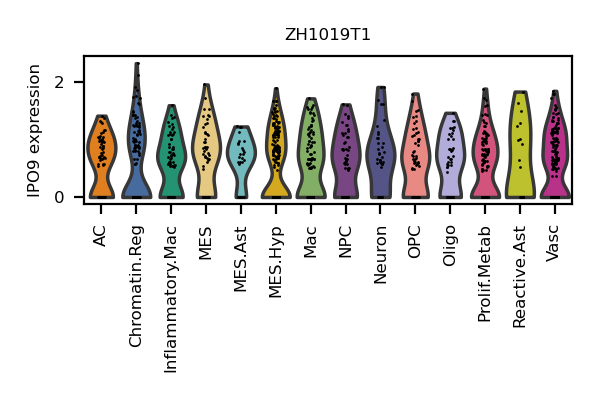 ZH1019T1
IPO9 expression
2
0
AC
Chromatin.Reg
Inflammatory.Mac
MES
MES.Ast
MES.Hyp
Mac
NPC
Neuron
OPC
Oligo
Prolif.Metab
Reactive.Ast
Vasc